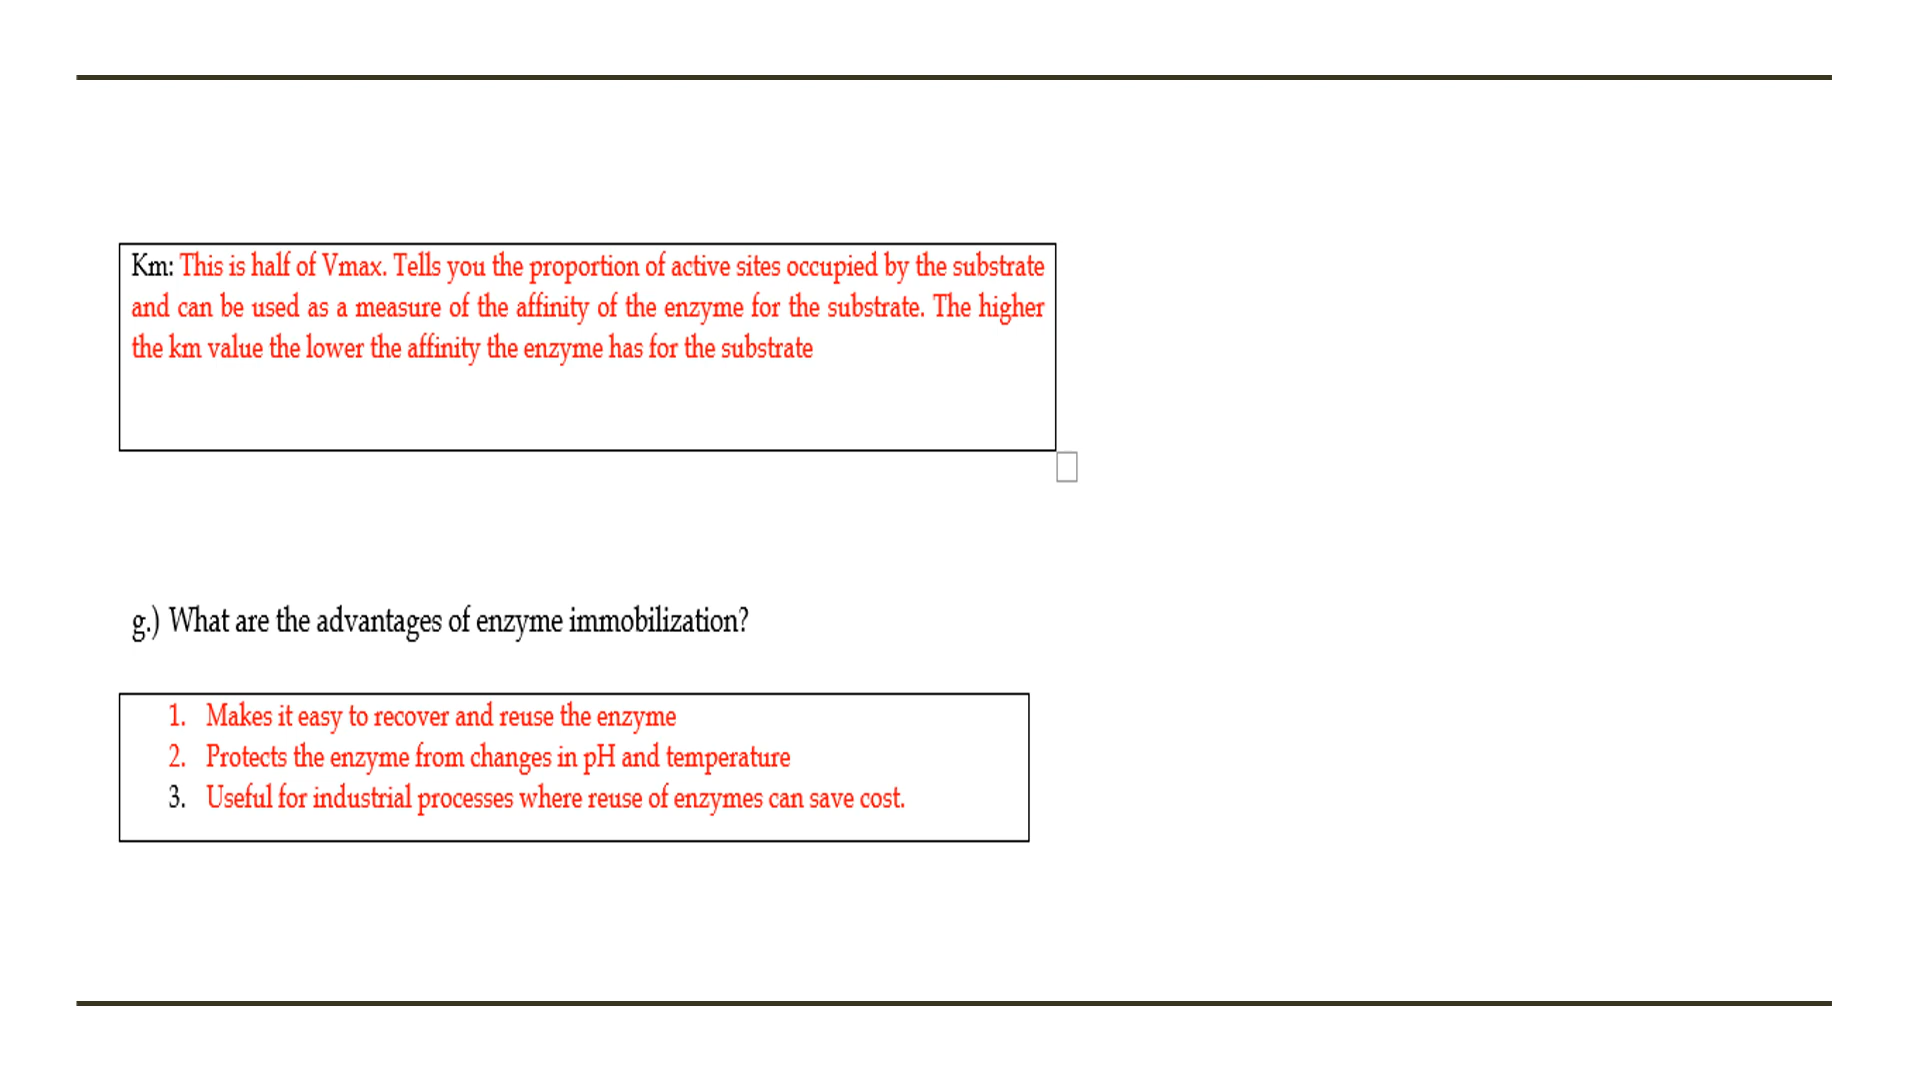 Km: This is half of Vmax. Tells you the proportion of active sites occupied by the substrate
and can be used as a measure of the affinity of the enzyme for the substrate. The higher
the km value the lower the affinity the enzyme has for the substrate
g.) What are the advantages of enzyme immobilization?
1. Makes it easy to recover and reuse the enzyme
2. Protects the enzyme from changes in pH and temperature
3. Useful for industrial processes where reuse of enzymes can save cost.